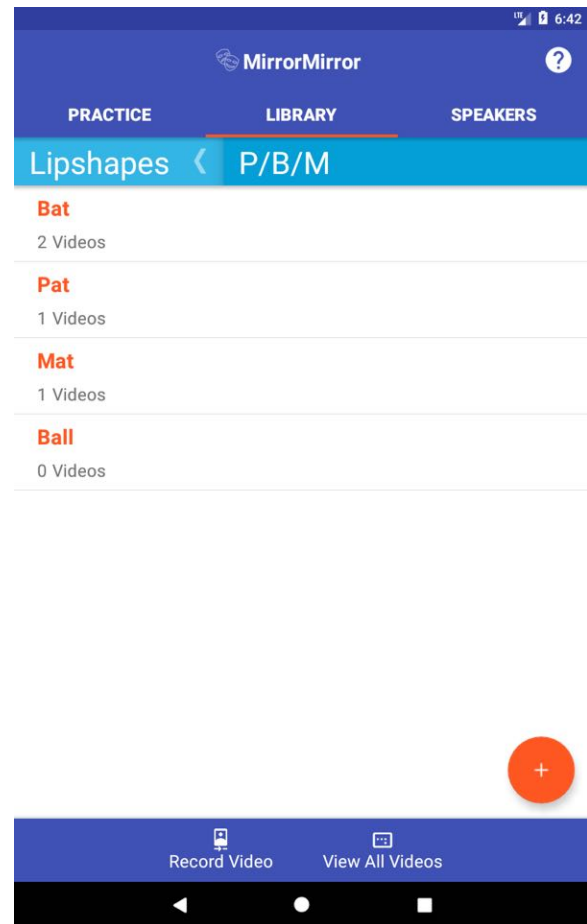 LTE 6:42
MirrorMirror ?
PRACTICE LIBRARY SPEAKERS
Lipshapes ❬ P/B/M
Bat
2 Videos
Pat
1 Videos
Mat
1 Videos
Ball
0 Videos
+
Record Video View All Videos